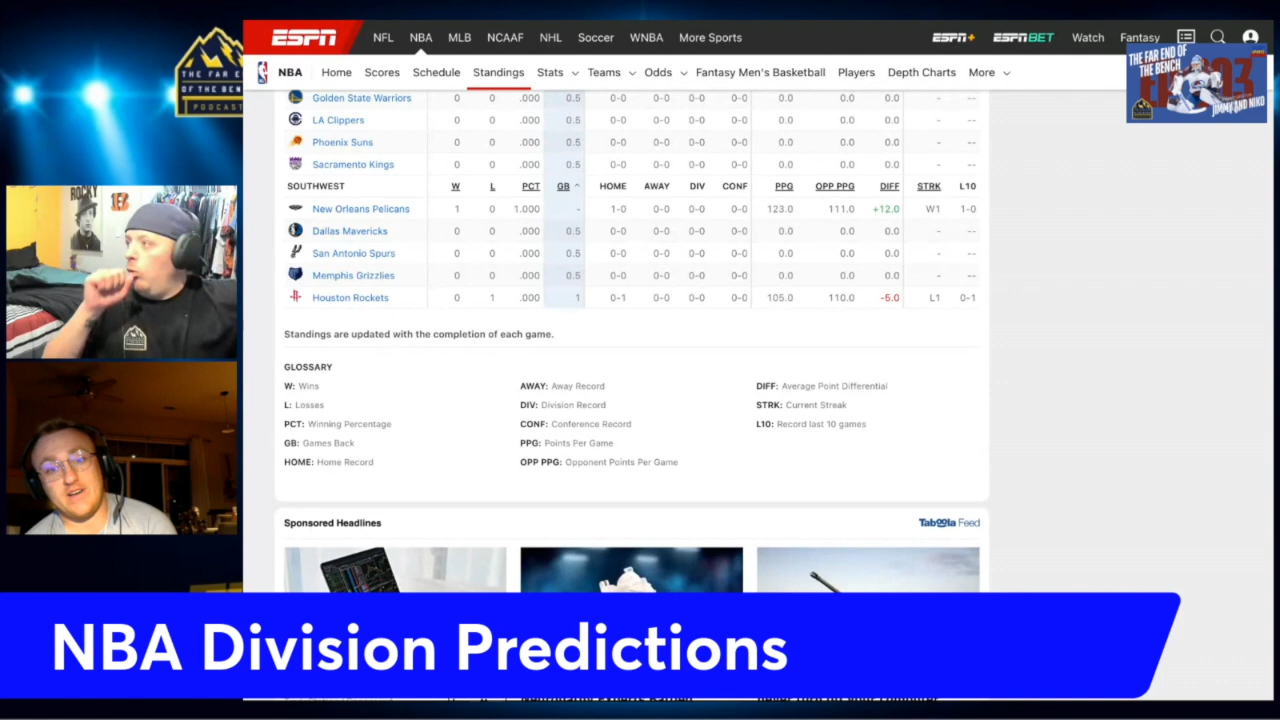 ESPN NFL NBA MLB NCAAF NHL Soccer WNBA More Sports ESPN+ ESPN BET Watch Fantasy
NBA Home Scores Schedule Standings Stats Teams Odds Fantasy Men's Basketball Players Depth Charts More
THE FAR END OF THE BENCH
JIMMY AND NIKO
THE FAR E
OF THE BEN
PODCAST
ROCKY
Golden State Warriors 0 0 .000 0.5 0-0 0-0 0-0 0-0 0.0 0.0 0.0 - --
LA Clippers 0 0 .000 0.5 0-0 0-0 0-0 0-0 0.0 0.0 0.0 - --
Phoenix Suns 0 0 .000 0.5 0-0 0-0 0-0 0-0 0.0 0.0 0.0 - --
Sacramento Kings 0 0 .000 0.5 0-0 0-0 0-0 0-0 0.0 0.0 0.0 - --
SOUTHWEST W L PCT GB HOME AWAY DIV CONF PPG OPP PPG DIFF STRK L10
New Orleans Pelicans 1 0 1.000 - 1-0 0-0 0-0 0-0 123.0 111.0 +12.0 W1 1-0
Dallas Mavericks 0 0 .000 0.5 0-0 0-0 0-0 0-0 0.0 0.0 0.0 - --
San Antonio Spurs 0 0 .000 0.5 0-0 0-0 0-0 0-0 0.0 0.0 0.0 - --
Memphis Grizzlies 0 0 .000 0.5 0-0 0-0 0-0 0-0 0.0 0.0 0.0 - --
Houston Rockets 0 1 .000 1 0-1 0-0 0-0 0-0 105.0 110.0 -5.0 L1 0-1
Standings are updated with the completion of each game.
GLOSSARY
W: Wins AWAY: Away Record DIFF: Average Point Differential
L: Losses DIV: Division Record STRK: Current Streak
PCT: Winning Percentage CONF: Conference Record L10: Record last 10 games
GB: Games Back PPG: Points Per Game
HOME: Home Record OPP PPG: Opponent Points Per Game
Sponsored Headlines Taboola Feed
NBA Division Predictions